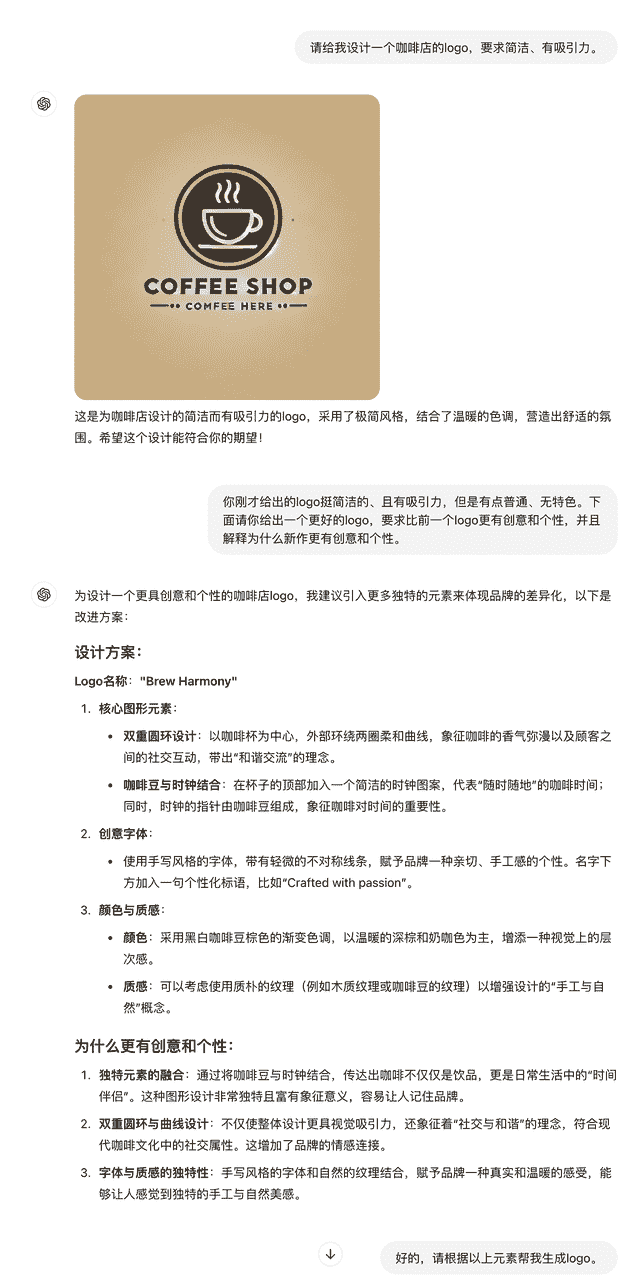 请给我设计一个咖啡店的logo，要求简洁、有吸引力。
COFFEE SHOP
COMFEE HERE
这是为咖啡店设计的简洁而有吸引力的logo，采用了极简风格，结合了温暖的色调，营造出舒适的氛
围。希望这个设计能符合你的期望！
你刚才给出的logo挺简洁的、且有吸引力，但是有点普通、无特色。下
面请你给出一个更好的logo，要求比前一个logo更有创意和个性，并且
解释为什么新作更有创意和个性。
为设计一个更具创意和个性的咖啡店logo，我建议引入更多独特的元素来体现品牌的差异化，以下是
改进方案：
设计方案：
Logo名称："Brew Harmony"
1. 核心图形元素：
• 双重圆环设计：以咖啡杯为中心，外部环绕两圈柔和曲线，象征咖啡的香气弥漫以及顾客之
间的社交互动，带出“和谐交流”的理念。
• 咖啡豆与时钟结合：在杯子的顶部加入一个简洁的时钟图案，代表“随时随地”的咖啡时间；
同时，时钟的指针由咖啡豆组成，象征咖啡对时间的重要性。
2. 创意字体：
• 使用手写风格的字体，带有轻微的不对称线条，赋予品牌一种亲切、手工感的个性。名字下
方加入一句个性化标语，比如“Crafted with passion”。
3. 颜色与质感：
• 颜色：采用黑白咖啡豆棕色的渐变色调，以温暖的深棕和奶咖色为主，增添一种视觉上的层
次感。
• 质感：可以考虑使用质朴的纹理（例如木质纹理或咖啡豆的纹理）以增强设计的“手工与自
然”概念。
为什么更有创意和个性：
1. 独特元素的融合：通过将咖啡豆与时钟结合，传达出咖啡不仅仅是饮品，更是日常生活中的“时间
伴侣”。这种图形设计非常独特且富有象征意义，容易让人记住品牌。
2. 双重圆环与曲线设计：不仅使整体设计更具视觉吸引力，还象征着“社交与和谐”的理念，符合现
代咖啡文化中的社交属性。这增加了品牌的情感连接。
3. 字体与质感的独特性：手写风格的字体和自然的纹理结合，赋予品牌一种真实和温暖的感受，能
够让人感觉到独特的手工与自然美感。
好的，请根据以上元素帮我生成logo。